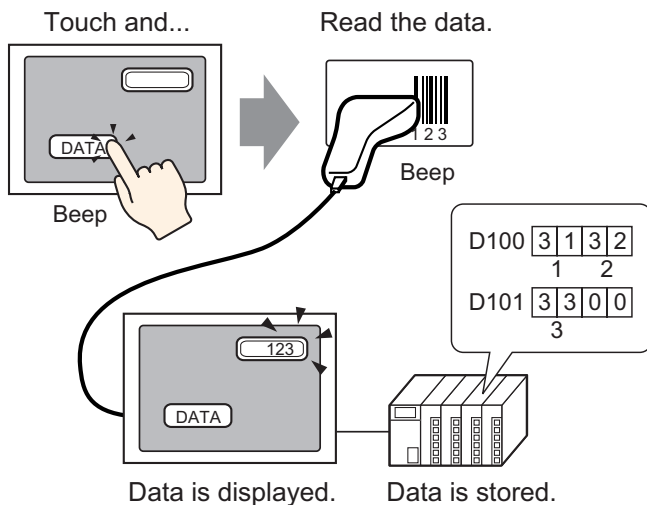 Touch and...
Read the data.
DATA
Beep
123
Beep
D100 3 1 3 2
1 2
D101 3 3 0 0
3
123
DATA
Data is displayed.
Data is stored.